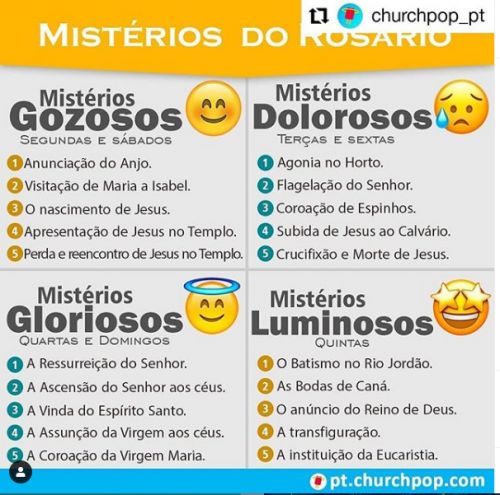 churchpop_pt
MISTÉRIOS DO ROSÁRIO
Mistérios
Gozosos
SEGUNDAS E SÁBADOS
1 Anunciação do Anjo.
2 Visitação de Maria a Isabel.
3 O nascimento de Jesus.
4 Apresentação de Jesus no Templo.
5 Perda e reencontro de Jesus no Templo.
Mistérios
Dolorosos
TERÇAS E SEXTAS
1 Agonia no Horto.
2 Flagelação do Senhor.
3 Coroação de Espinhos.
4 Subida de Jesus ao Calvário.
5 Crucifixão e Morte de Jesus.
Mistérios
Gloriosos
QUARTAS E DOMINGOS
1 A Ressurreição do Senhor.
2 A Ascensão do Senhor aos céus.
3 A Vinda do Espírito Santo.
4 A Assunção da Virgem aos céus.
5 A Coroação da Virgem Maria.
Mistérios
Luminosos
QUINTAS
1 O Batismo no Rio Jordão.
2 As Bodas de Caná.
3 O anúncio do Reino de Deus.
4 A transfiguração.
5 A instituição da Eucaristia.
pt.churchpop.com